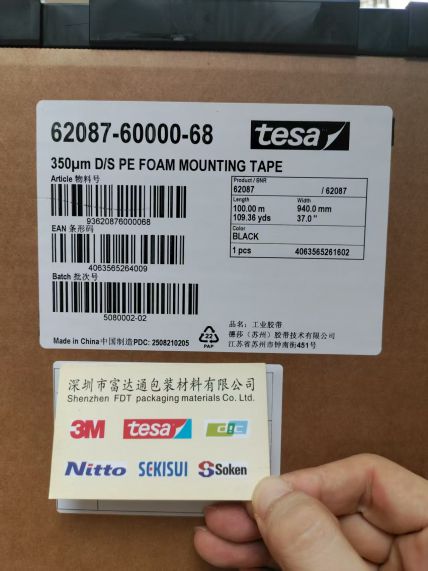 62087-60000-68
tesa
350µm D/S PE FOAM MOUNTING TAPE
Article 物料号
93620876000068
EAN 条形码
4063565264009
Batch 批次号
5080002-02
Product / BNR
62087 / 62087
Length Width
100.00 m 940.0 mm
109.36 yds 37.0 "
Color
BLACK
1 pcs 4063565261602
Made in China 中国制造 PDC: 2508210205
22
PAP
品名：工业胶带
德莎（苏州）胶带技术有限公司
江苏省苏州市钟南街451号
深圳市富达通包装材料有限公司
Shenzhen FDT packaging materials Co. Ltd.
3M tesa dic
Nitto SEKISUI Soken